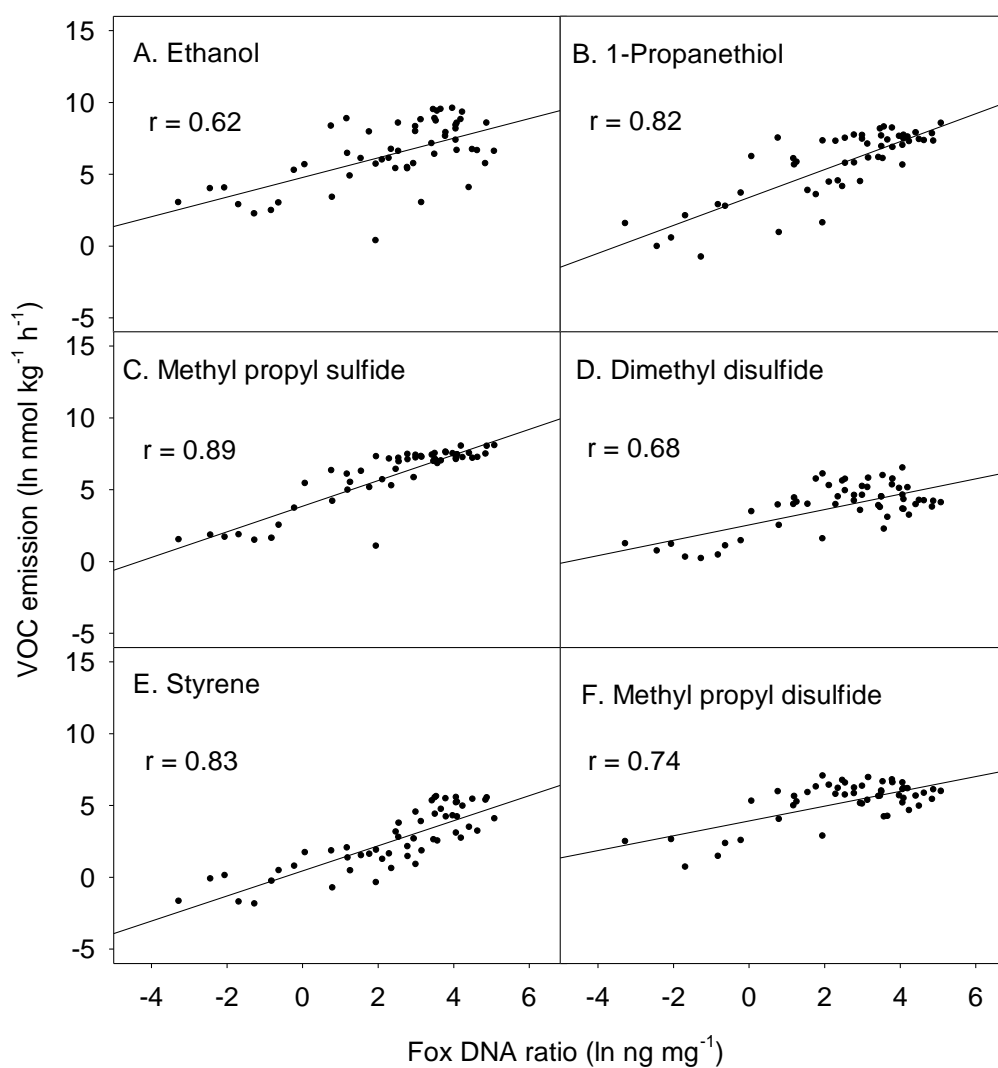 15
10
5
0
-5
A. Ethanol
r = 0.62
B. 1-Propanethiol
r = 0.82
15
10
5
0
-5
C. Methyl propyl sulfide
r = 0.89
D. Dimethyl disulfide
r = 0.68
15
10
5
0
-5
E. Styrene
r = 0.83
F. Methyl propyl disulfide
r = 0.74
VOC emission (ln nmol kg⁻¹ h⁻¹)
-4 -2 0 2 4 6 -4 -2 0 2 4 6
Fox DNA ratio (ln ng mg⁻¹)